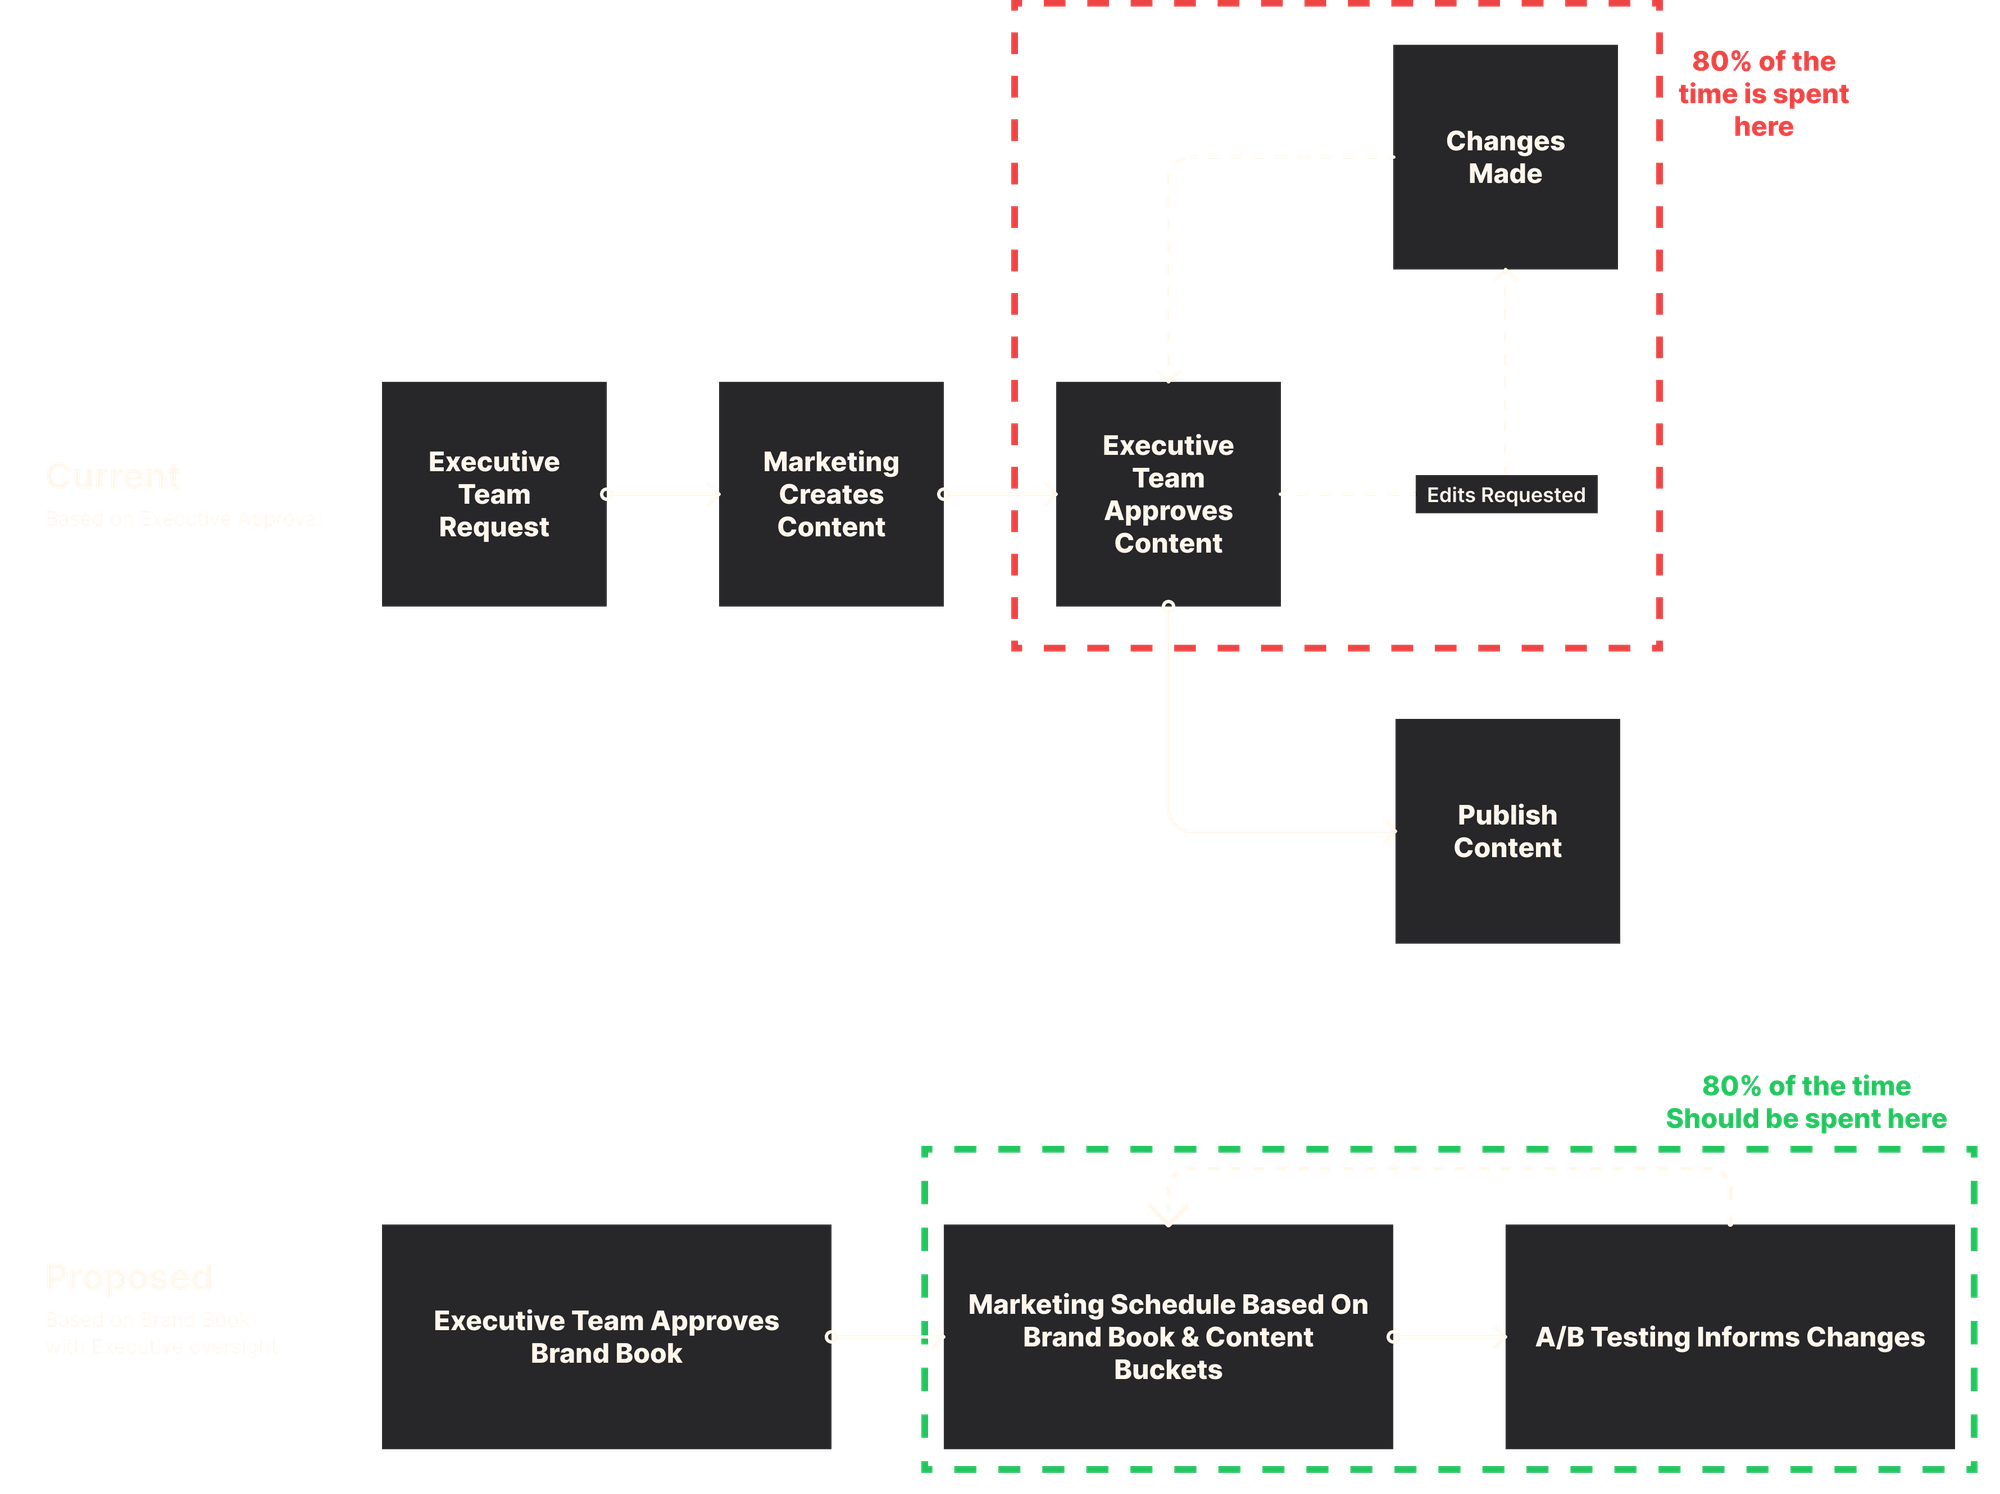 80% of the
time is spent
here
Changes
Made
Current
Based on Executive Approval
Executive
Team
Request
Marketing
Creates
Content
Executive
Team
Approves
Content
Edits Requested
Publish
Content
80% of the time
Should be spent here
Proposed
Based on Brand Book
with Executive oversight
Executive Team Approves
Brand Book
Marketing Schedule Based On
Brand Book & Content
Buckets
A/B Testing Informs Changes